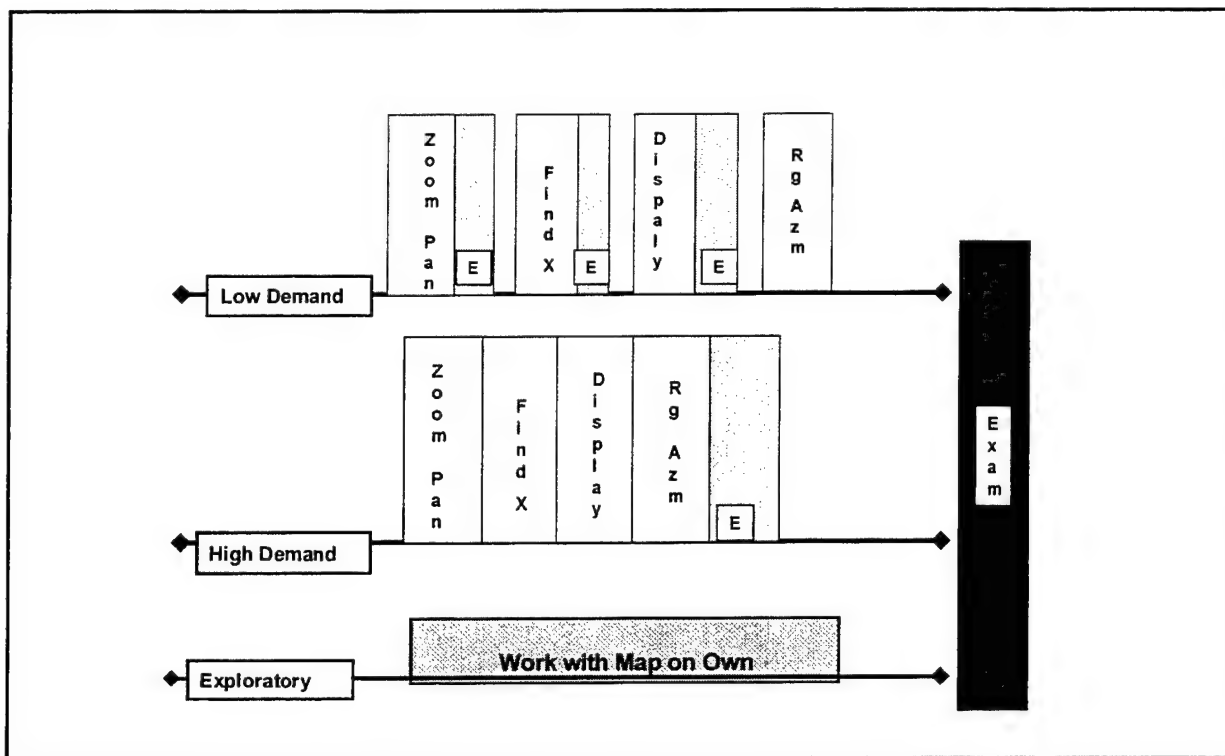 Zoom Pan
E
Find X
E
Dispaly
E
Rg Azm
Low Demand
Zoom Pan
Find X
Display
Rg Azm
E
High Demand
Exam
Work with Map on Own
Exploratory